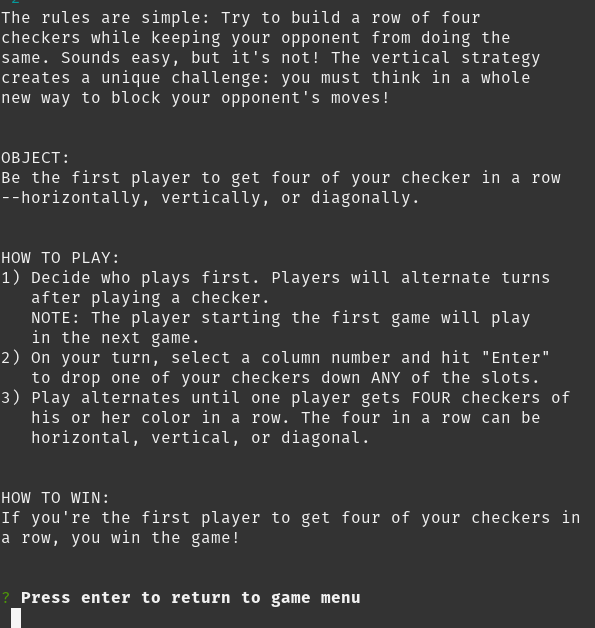 The rules are simple: Try to build a row of four
checkers while keeping your opponent from doing the
same. Sounds easy, but it's not! The vertical strategy
creates a unique challenge: you must think in a whole
new way to block your opponent's moves!
OBJECT:
Be the first player to get four of your checker in a row
--horizontally, vertically, or diagonally.
HOW TO PLAY:
1) Decide who plays first. Players will alternate turns
after playing a checker.
NOTE: The player starting the first game will play
in the next game.
2) On your turn, select a column number and hit "Enter"
to drop one of your checkers down ANY of the slots.
3) Play alternates until one player gets FOUR checkers of
his or her color in a row. The four in a row can be
horizontal, vertical, or diagonal.
HOW TO WIN:
If you're the first player to get four of your checkers in
a row, you win the game!
? Press enter to return to game menu